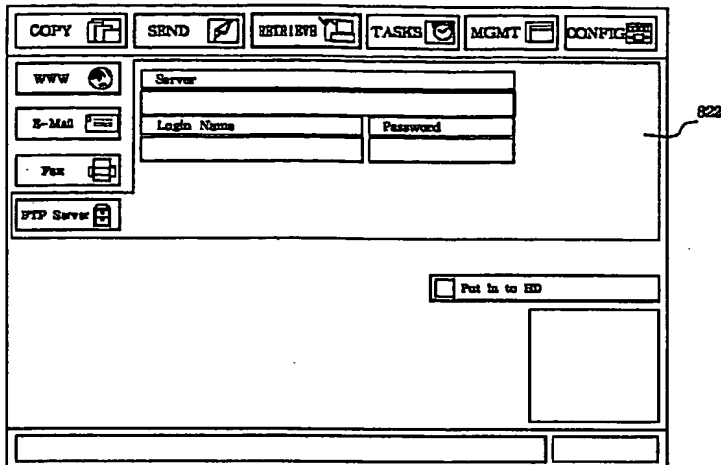 COPY SEND RETRIEVE TASKS MGMT CONFIG
WWW
Server
822
E-Mail
Login Name Password
Fax
FTP Server
Put in to HD